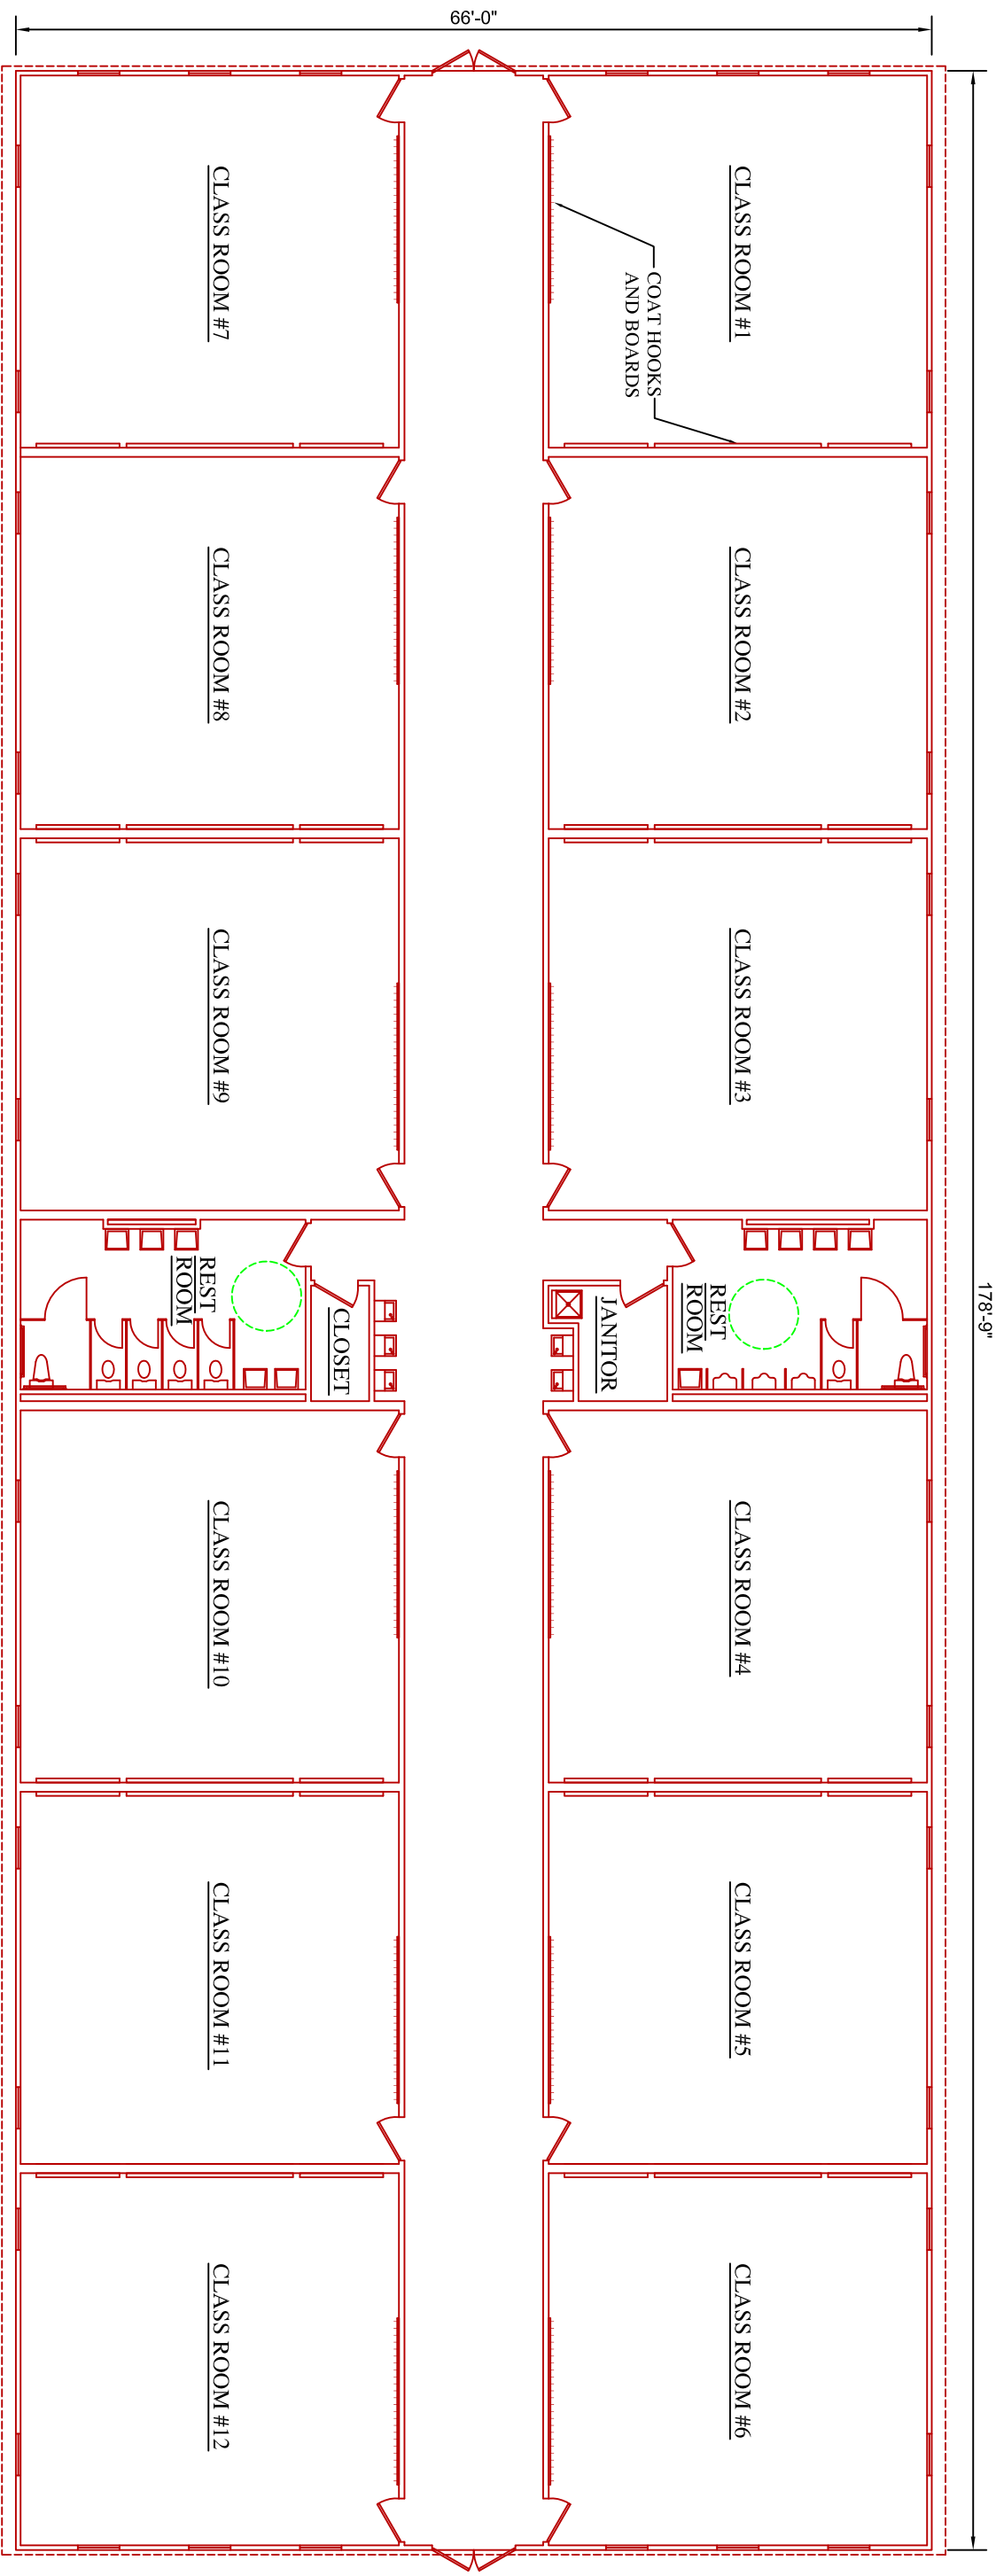 66'-0"
178'-9"
CLASS ROOM #1
CLASS ROOM #2
CLASS ROOM #3
REST
ROOM
JANITOR
CLASS ROOM #4
CLASS ROOM #5
CLASS ROOM #6
COAT HOOKS
AND BOARDS
CLASS ROOM #7
CLASS ROOM #8
CLASS ROOM #9
CLOSET
REST
ROOM
CLASS ROOM #10
CLASS ROOM #11
CLASS ROOM #12